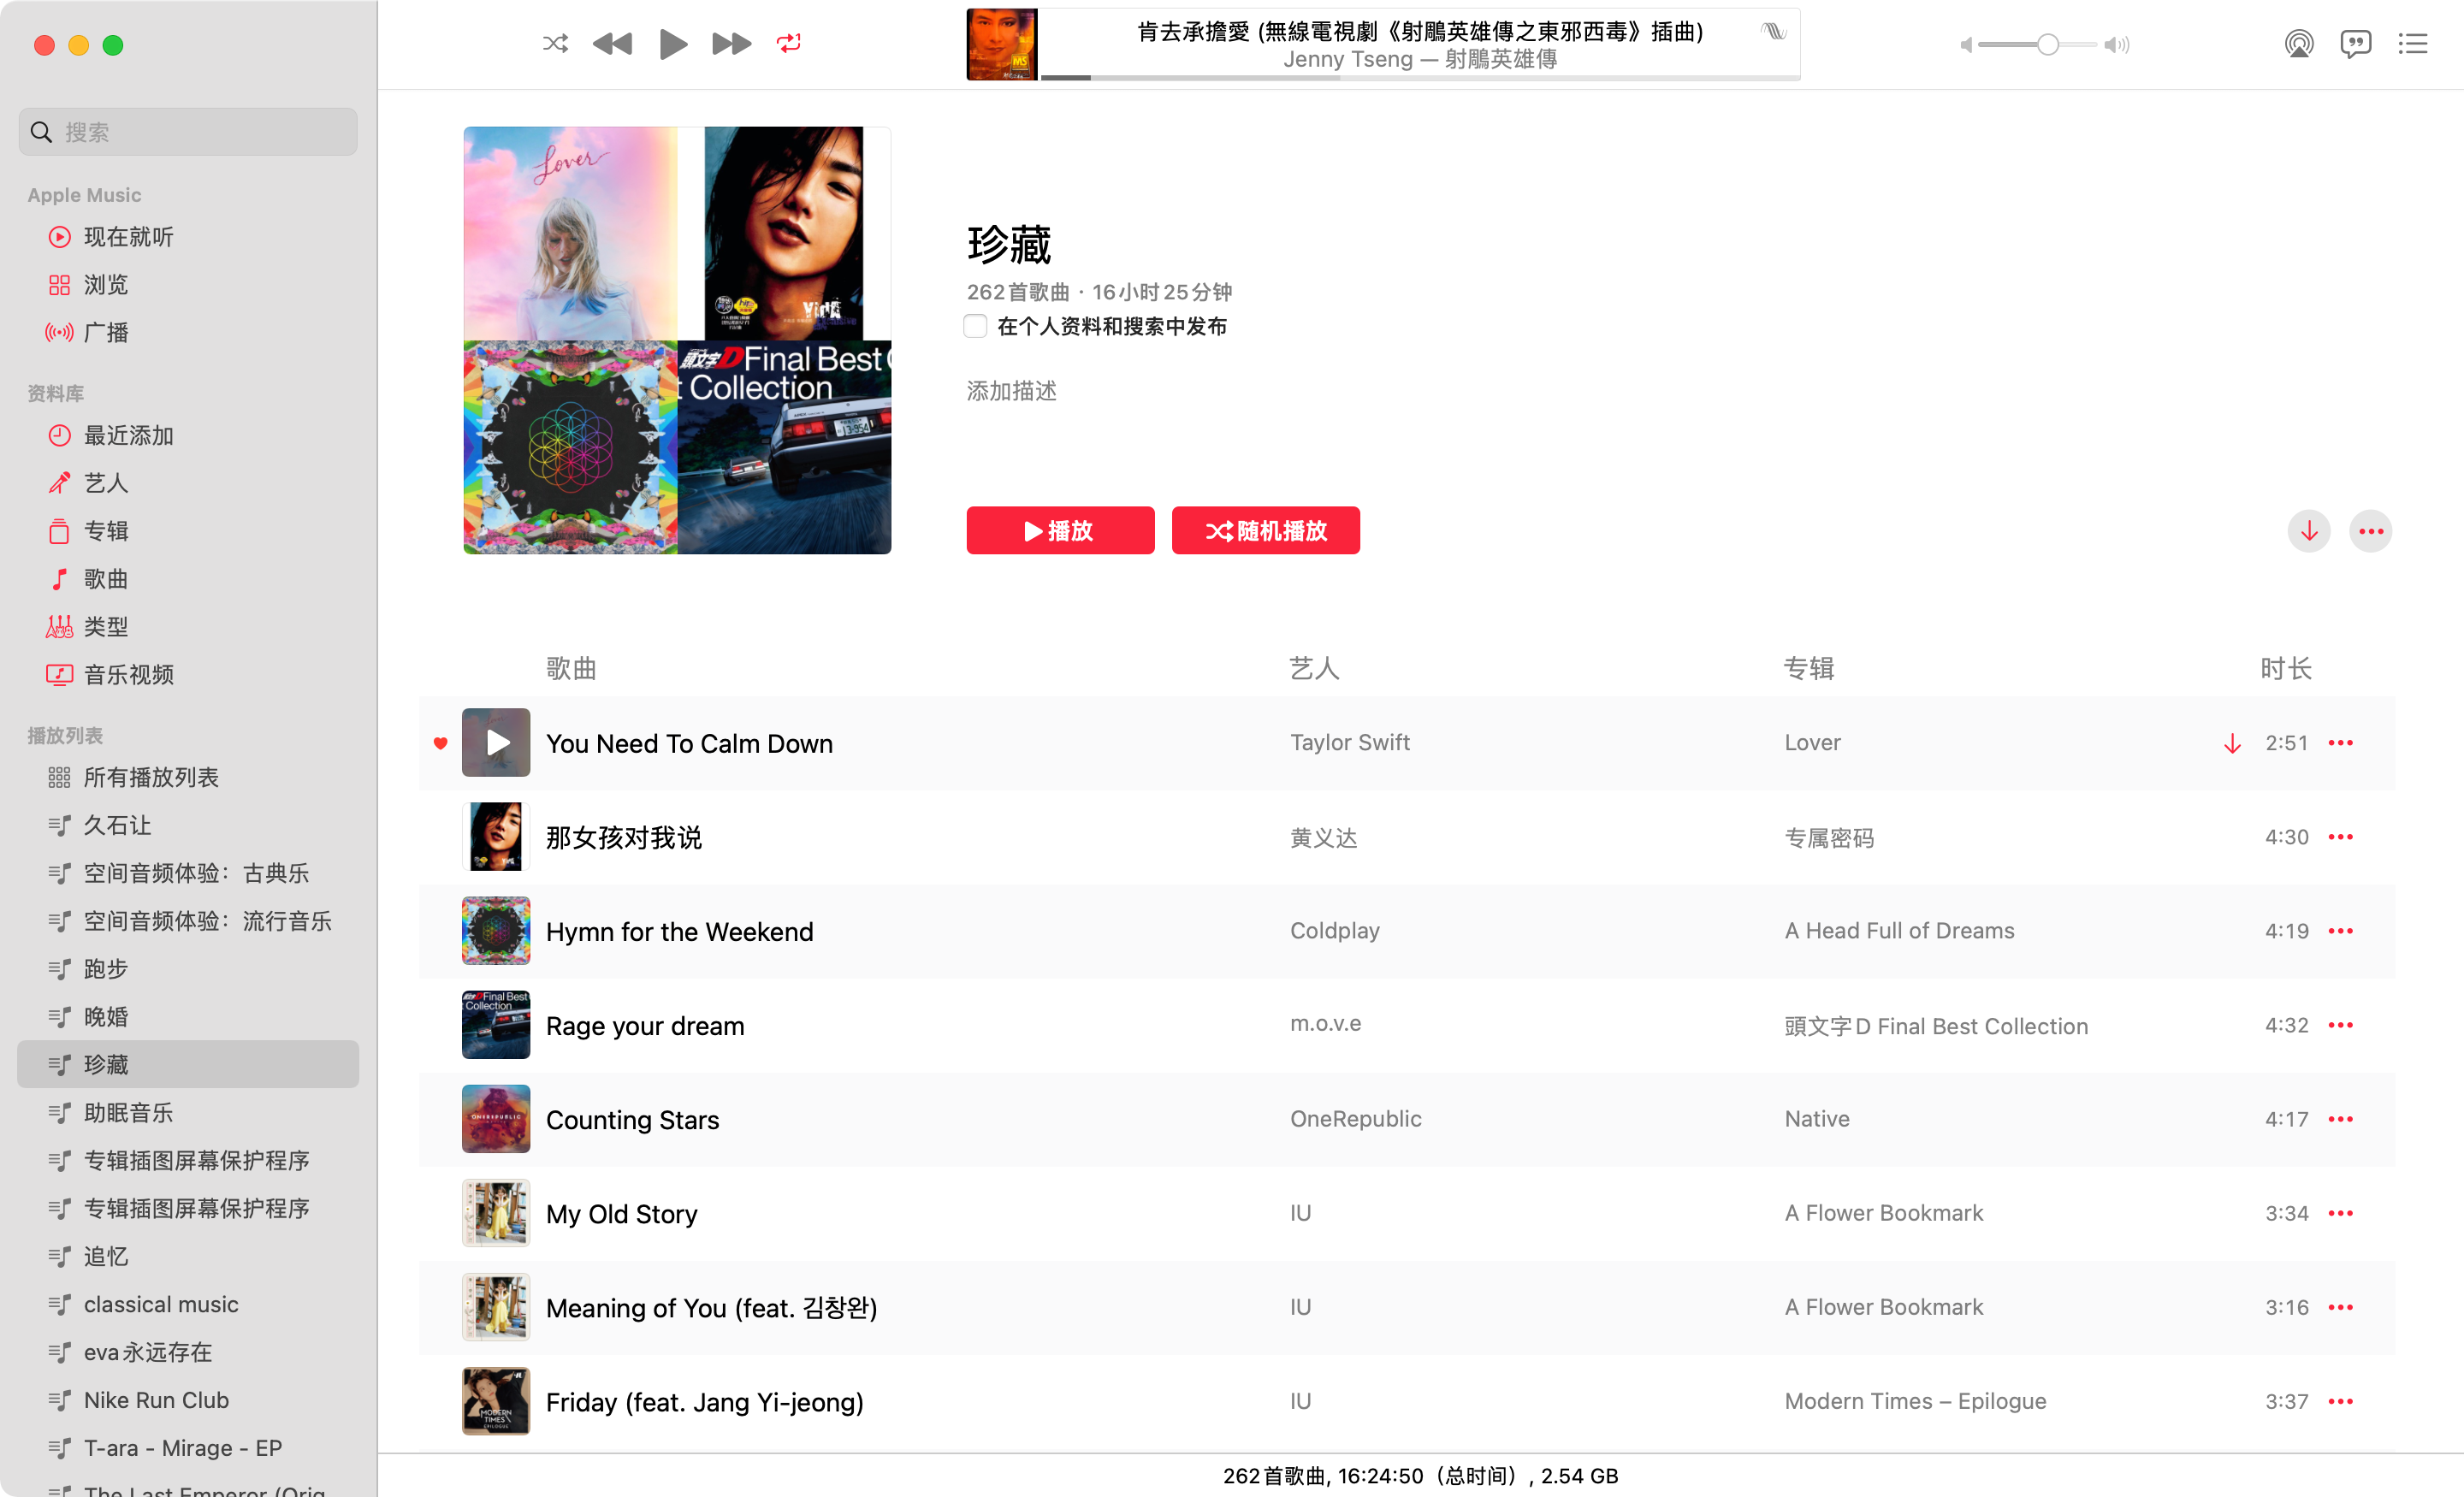 肯去承擔愛 (無線電視劇《射鵰英雄傳之東邪西毒》插曲)
Jenny Tseng — 射鵰英雄傳
搜索
Apple Music
现在就听
浏览
广播
资料库
最近添加
艺人
专辑
歌曲
类型
音乐视频
播放列表
所有播放列表
久石让
空间音频体验：古典乐
空间音频体验：流行音乐
跑步
晚婚
珍藏
助眠音乐
专辑插图屏幕保护程序
专辑插图屏幕保护程序
追忆
classical music
eva永远存在
Nike Run Club
T-ara - Mirage - EP
The Last Emperor (Orig
Lover
頭文字D Final Best C
t Collection
珍藏
262首歌曲 · 16小时25分钟
在个人资料和搜索中发布
添加描述
播放
随机播放
歌曲 艺人 专辑 时长
You Need To Calm Down Taylor Swift Lover 2:51
那女孩对我说 黄义达 专属密码 4:30
Hymn for the Weekend Coldplay A Head Full of Dreams 4:19
Rage your dream m.o.v.e 頭文字D Final Best Collection 4:32
Counting Stars OneRepublic Native 4:17
My Old Story IU A Flower Bookmark 3:34
Meaning of You (feat. 김창완) IU A Flower Bookmark 3:16
Friday (feat. Jang Yi-jeong) IU Modern Times – Epilogue 3:37
262首歌曲, 16:24:50（总时间）, 2.54 GB